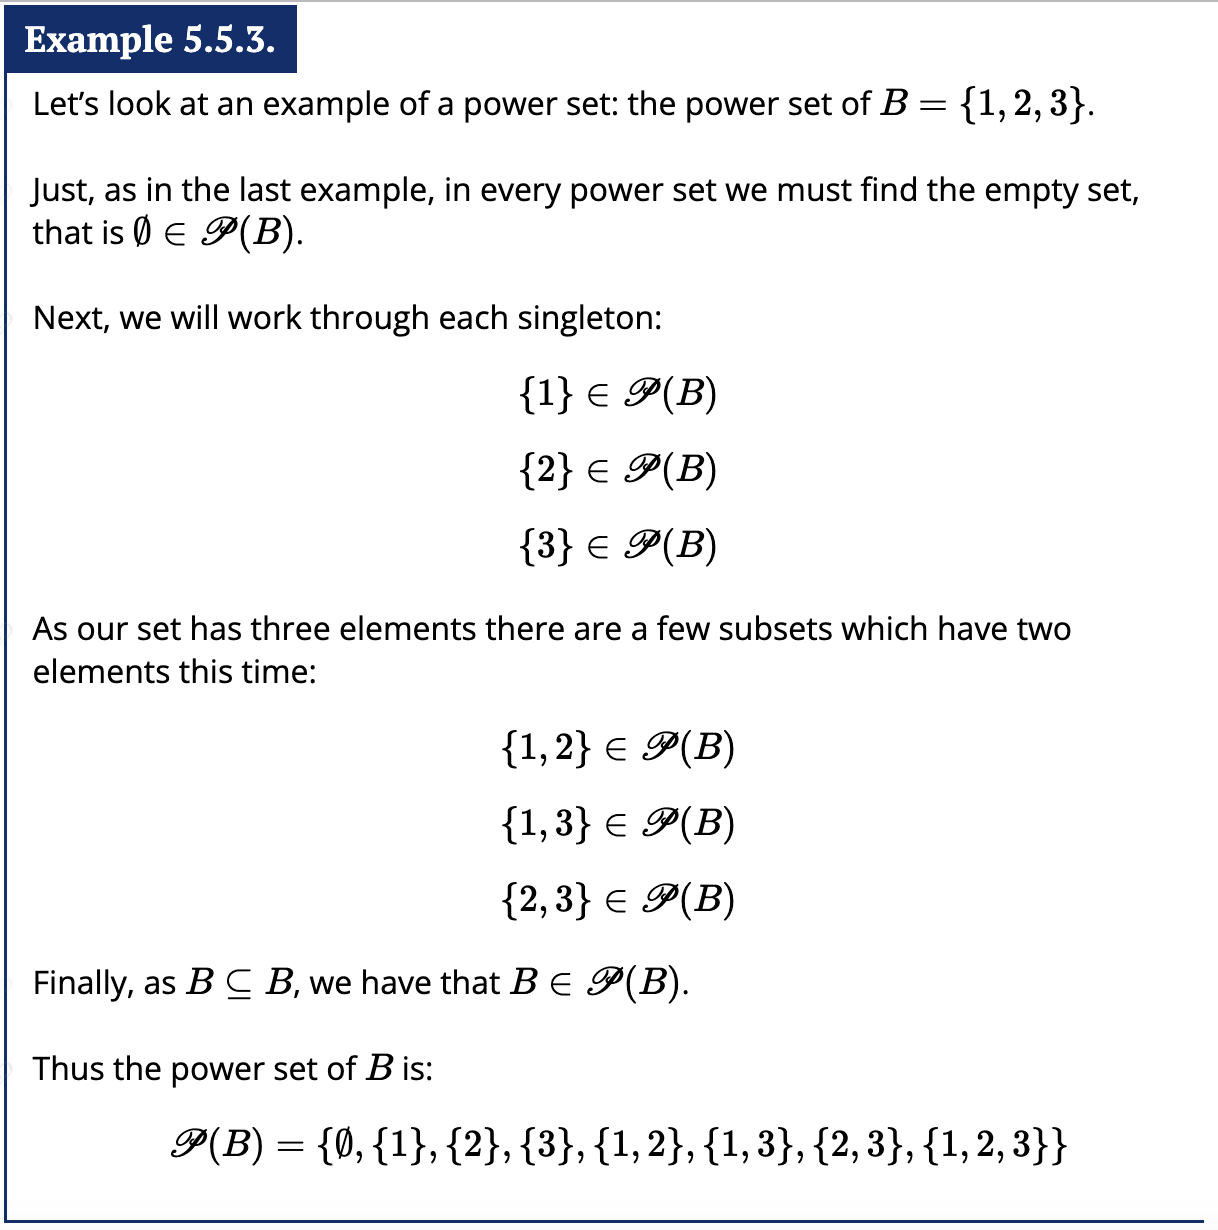 Example 5.5.3.
Let's look at an example of a power set: the power set of B = {1, 2, 3}.
Just, as in the last example, in every power set we must find the empty set,
that is ∅ ∈ 𝒫(B).
Next, we will work through each singleton:
{1} ∈ 𝒫(B)
{2} ∈ 𝒫(B)
{3} ∈ 𝒫(B)
As our set has three elements there are a few subsets which have two
elements this time:
{1, 2} ∈ 𝒫(B)
{1, 3} ∈ 𝒫(B)
{2, 3} ∈ 𝒫(B)
Finally, as B ⊆ B, we have that B ∈ 𝒫(B).
Thus the power set of B is:
𝒫(B) = {∅, {1}, {2}, {3}, {1, 2}, {1, 3}, {2, 3}, {1, 2, 3}}